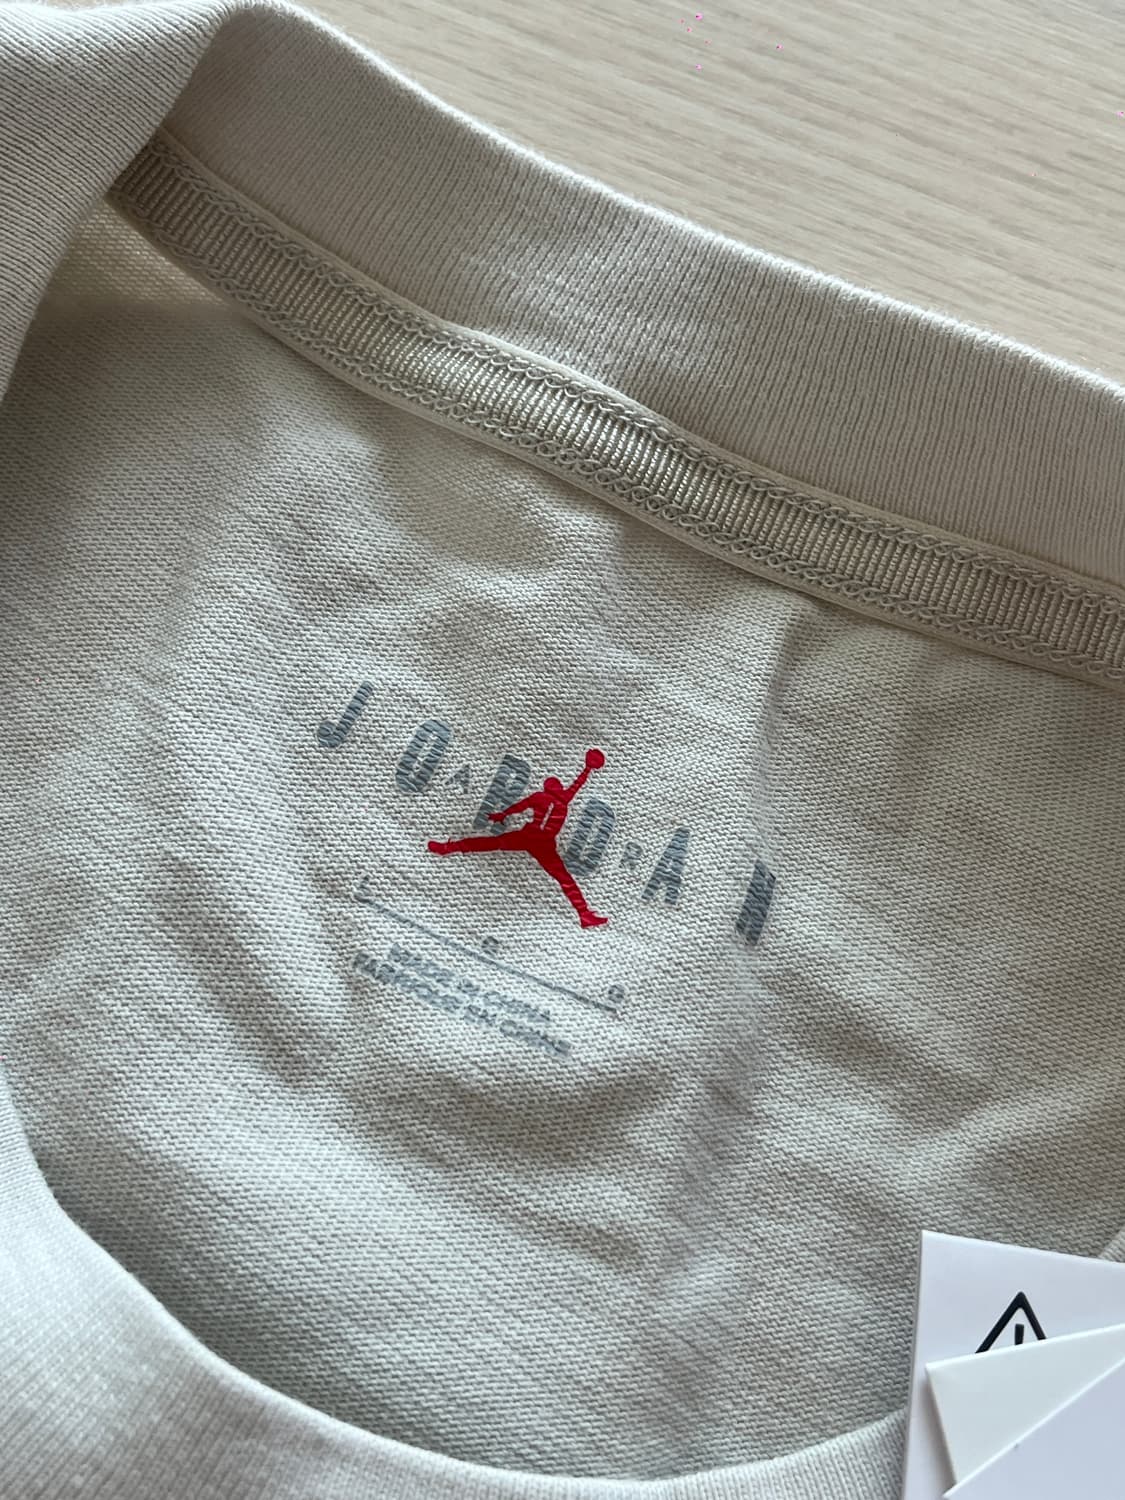 JORDAN
A I R
L G G
MADE IN CHINA
FABRIQUÉ EN CHINE